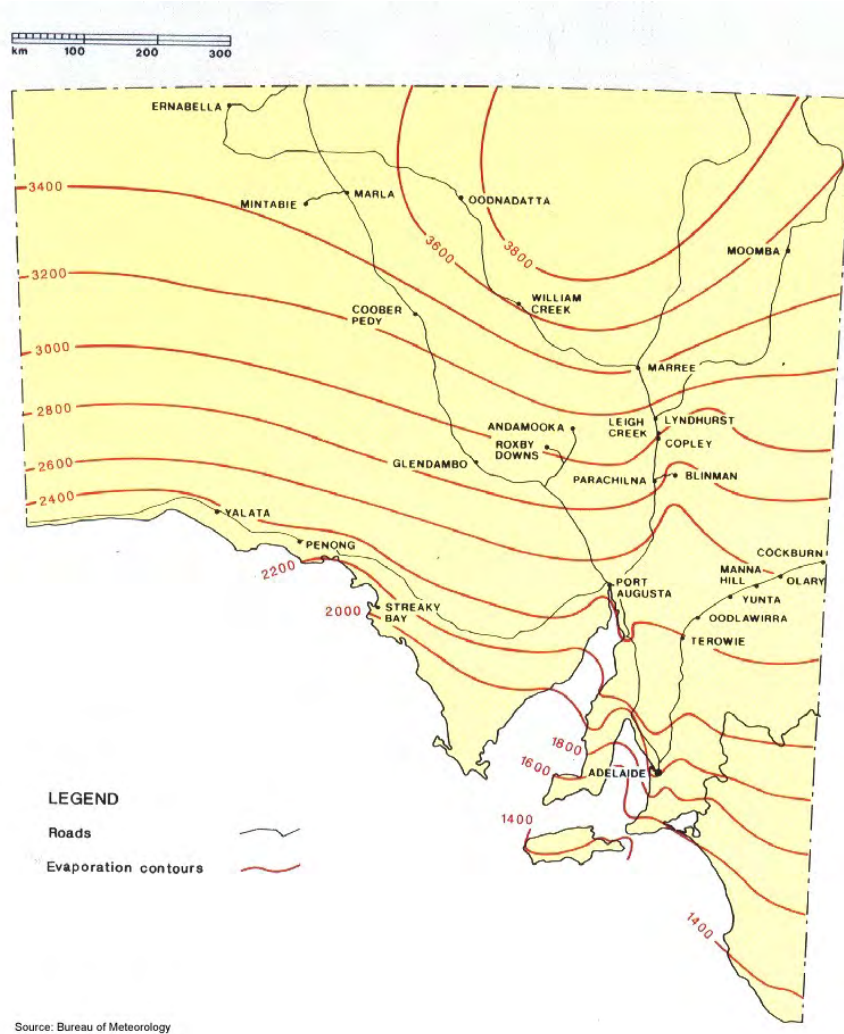 km 100 200 300
ERNABELLA
3400
MINTABIE
MARLA
OODNADATTA
3600
3800
MOOMBA
3200
WILLIAM
CREEK
COOBER
PEDY
3000
MARREE
2800
ANDAMOOKA
LEIGH
CREEK
LYNDHURST
ROXBY
DOWNS
COPLEY
2600
GLENDAMBO
PARACHILNA
BLINMAN
2400
YALATA
PENONG
COCKBURN
2200
PORT
AUGUSTA
MANNA
HILL
OLARY
2000
STREAKY
BAY
YUNTA
OODLAWIRRA
TEROWIE
1800
1600
ADELAIDE
LEGEND
Roads
Evaporation contours
1400
1400
Source: Bureau of Meteorology